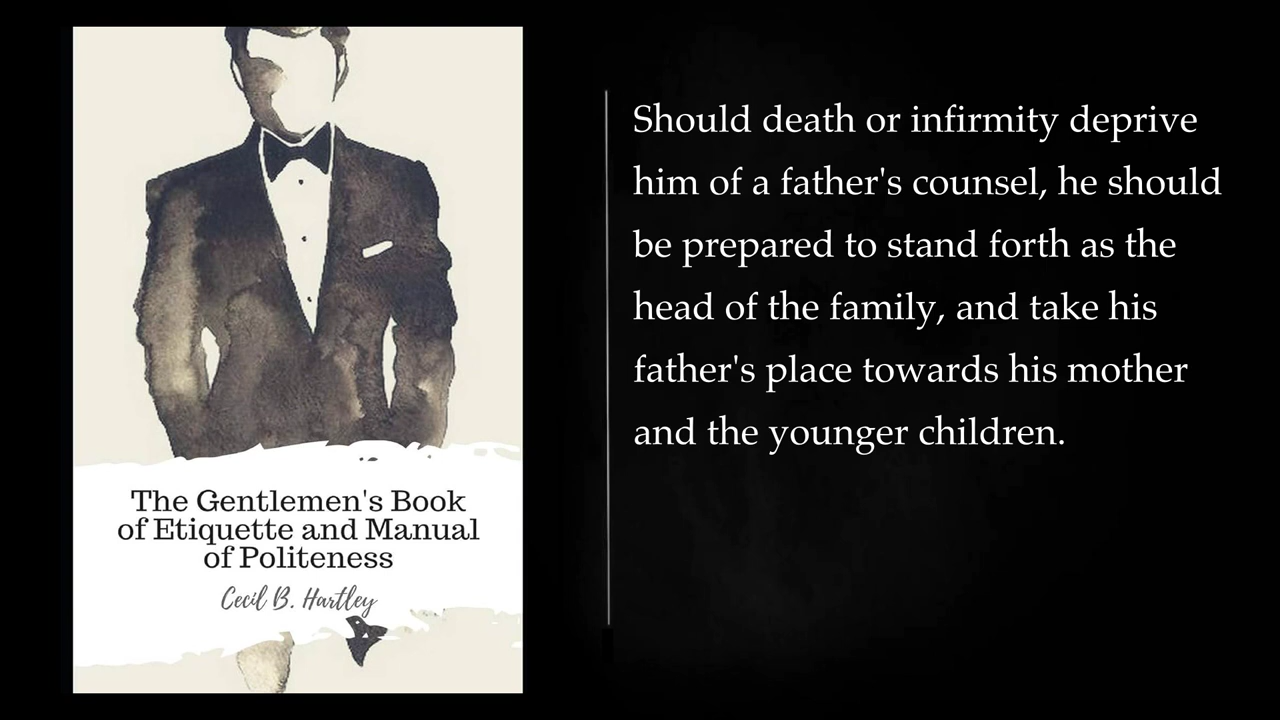 The Gentlemen's Book
of Etiquette and Manual
of Politeness
Cecil B. Hartley
Should death or infirmity deprive
him of a father's counsel, he should
be prepared to stand forth as the
head of the family, and take his
father's place towards his mother
and the younger children.